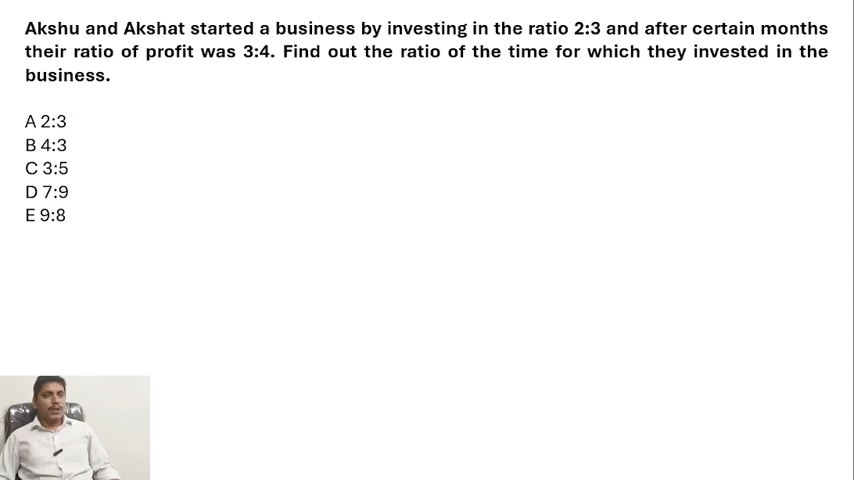 Akshu and Akshat started a business by investing in the ratio 2:3 and after certain months
their ratio of profit was 3:4. Find out the ratio of the time for which they invested in the
business.
A 2:3
B 4:3
C 3:5
D 7:9
E 9:8